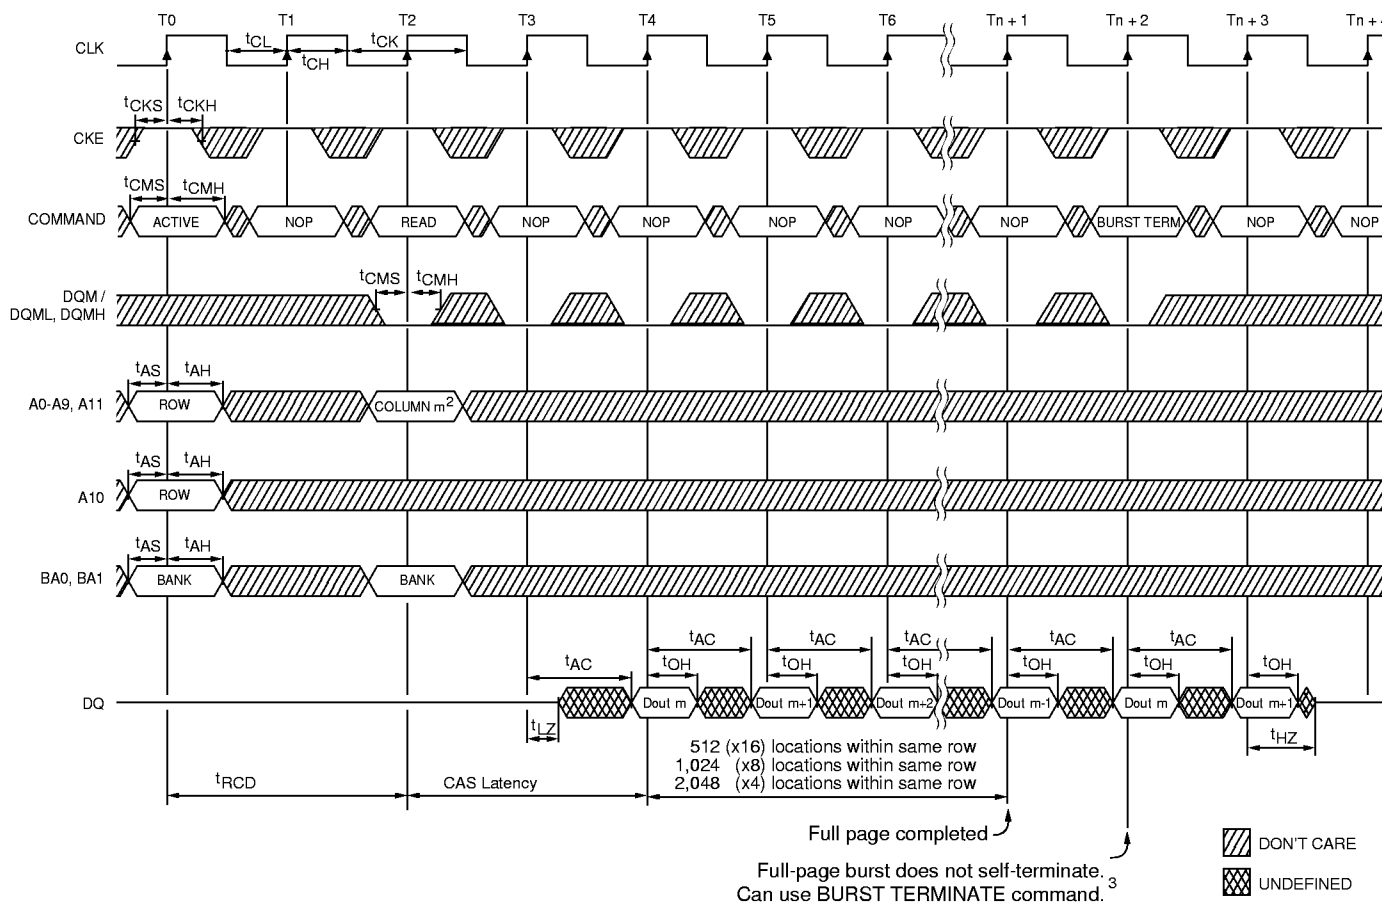 T0 T1 T2 T3 T4 T5 T6 Tn + 1 Tn + 2 Tn + 3 Tn + 4
CLK
tCL tCK
tCH
tCKS tCKH
CKE
tCMS tCMH
COMMAND ACTIVE NOP READ NOP NOP NOP NOP NOP BURST TERM NOP NOP
tCMS tCMH
DQM /
DQML, DQMH
tAS tAH
A0-A9, A11 ROW COLUMN m2
tAS tAH
A10 ROW
tAS tAH
BA0, BA1 BANK BANK
tAC tAC tAC tAC tAC
tAC tOH tOH tOH tOH tOH tOH
DQ Dout m Dout m+1 Dout m+2 Dout m-1 Dout m Dout m+1
tLZ tHZ
512 (x16) locations within same row
1,024 (x8) locations within same row
2,048 (x4) locations within same row
tRCD CAS Latency
Full page completed
Full-page burst does not self-terminate.
Can use BURST TERMINATE command. 3
DON'T CARE
UNDEFINED